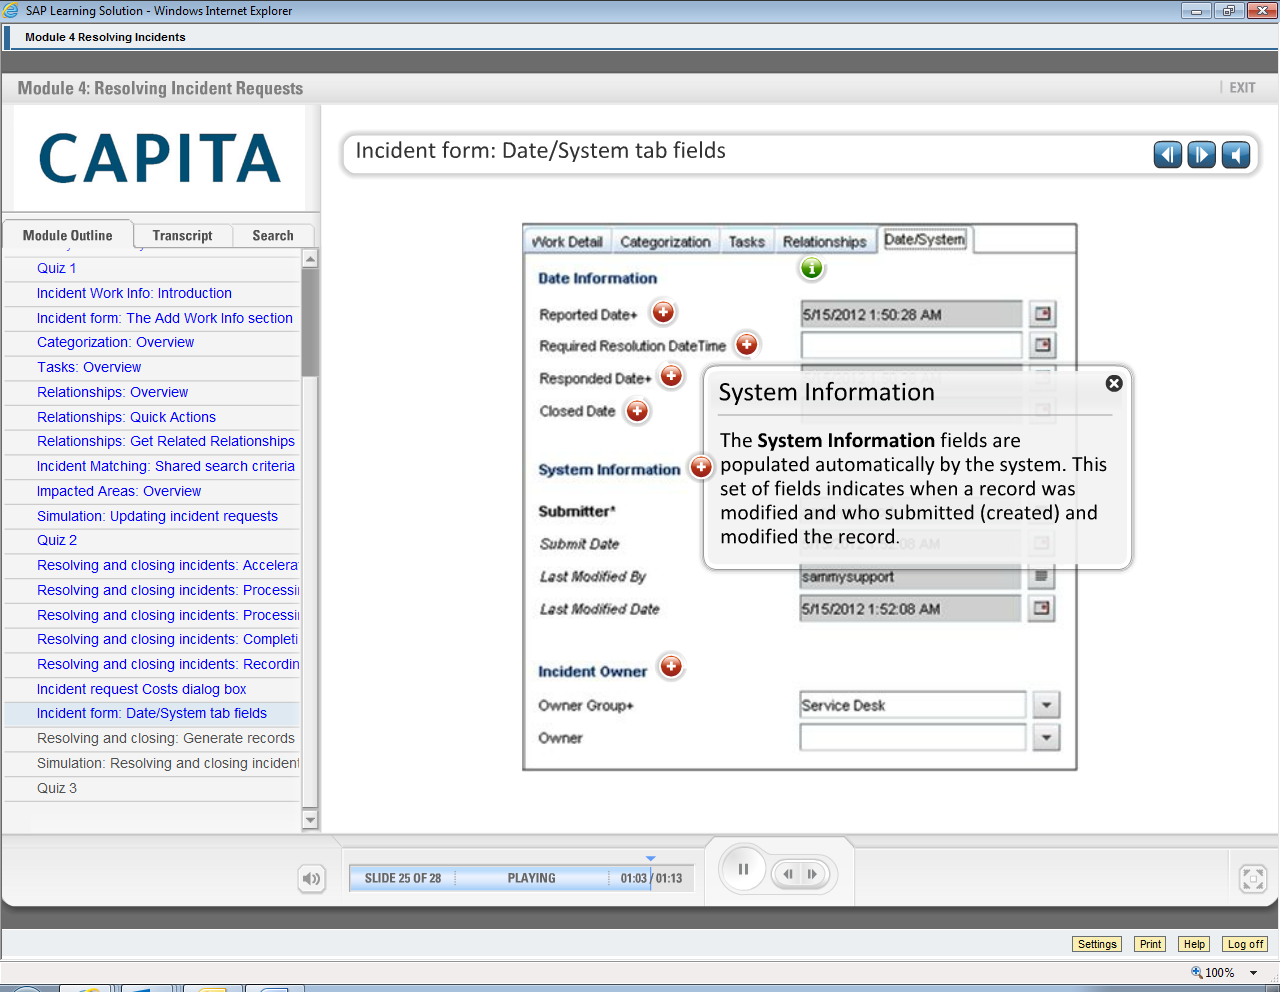 SAP Learning Solution - Windows Internet Explorer
Module 4 Resolving Incidents
Module 4: Resolving Incident Requests
EXIT
CAPITA
Incident form: Date/System tab fields
Module Outline
Transcript
Search
Quiz 1
Incident Work Info: Introduction
Incident form: The Add Work Info section
Categorization: Overview
Tasks: Overview
Relationships: Overview
Relationships: Quick Actions
Relationships: Get Related Relationships
Incident Matching: Shared search criteria
Impacted Areas: Overview
Simulation: Updating incident requests
Quiz 2
Resolving and closing incidents: Accelera
Resolving and closing incidents: Processi
Resolving and closing incidents: Processi
Resolving and closing incidents: Completi
Resolving and closing incidents: Recordin
Incident request Costs dialog box
Incident form: Date/System tab fields
Resolving and closing: Generate records
Simulation: Resolving and closing incident
Quiz 3
Work Detail
Categorization
Tasks
Relationships
Date/System
Date Information
Reported Date+
5/15/2012 1:50:28 AM
Required Resolution DateTime
Responded Date+
Closed Date
System Information
The System Information fields are
populated automatically by the system. This
set of fields indicates when a record was
modified and who submitted (created) and
modified the record.
System Information
Submitter*
Submit Date
Last Modified By
sammysupport
Last Modified Date
5/15/2012 1:52:08 AM
Incident Owner
Owner Group+
Service Desk
Owner
SLIDE 25 OF 28
PLAYING
01:03 / 01:13
Settings
Print
Help
Log off
100%